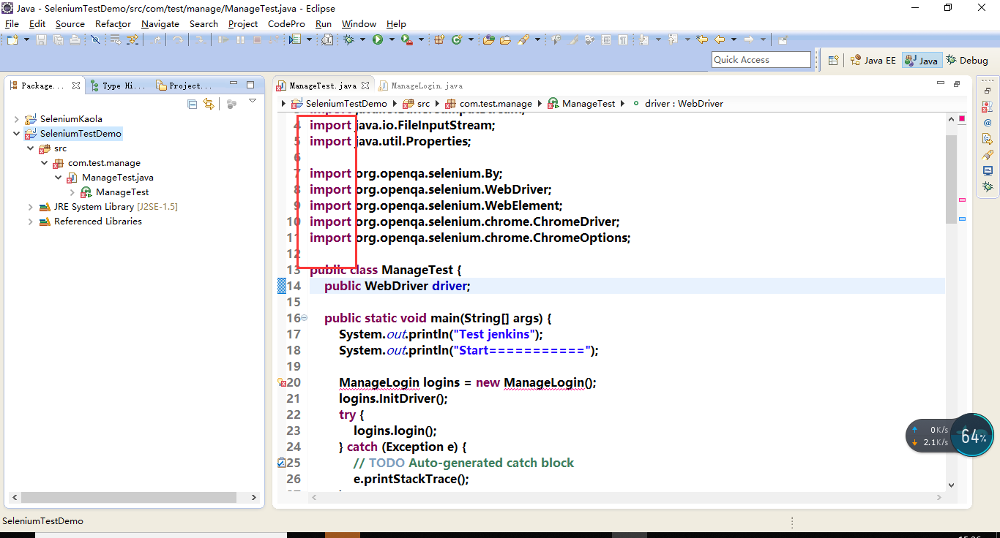 Java - SeleniumTestDemo/src/com/test/manage/ManageTest.java - Eclipse
File Edit Source Refactor Navigate Search Project CodePro Run Window Help
Quick Access
Java EE
Java
Debug
Package...
Type Hi...
Project...
SeleniumKaola
SeleniumTestDemo
src
com.test.manage
ManageTest.java
ManageTest
JRE System Library [J2SE-1.5]
Referenced Libraries
ManageTest.java
ManageLogin.java
SeleniumTestDemo src com.test.manage ManageTest driver : WebDriver
4 import java.io.FileInputStream;
5 import java.util.Properties;
6
7 import org.openqa.selenium.By;
8 import org.openqa.selenium.WebDriver;
9 import org.openqa.selenium.WebElement;
10 import org.openqa.selenium.chrome.ChromeDriver;
11 import org.openqa.selenium.chrome.ChromeOptions;
12
13 public class ManageTest {
14 public WebDriver driver;
15
16 public static void main(String[] args) {
17 System.out.println("Test jenkins");
18 System.out.println("Start===========");
19
20 ManageLogin logins = new ManageLogin();
21 logins.InitDriver();
22 try {
23 logins.login();
24 } catch (Exception e) {
25 // TODO Auto-generated catch block
26 e.printStackTrace();
0K/s
2.1K/s
64%
SeleniumTestDemo